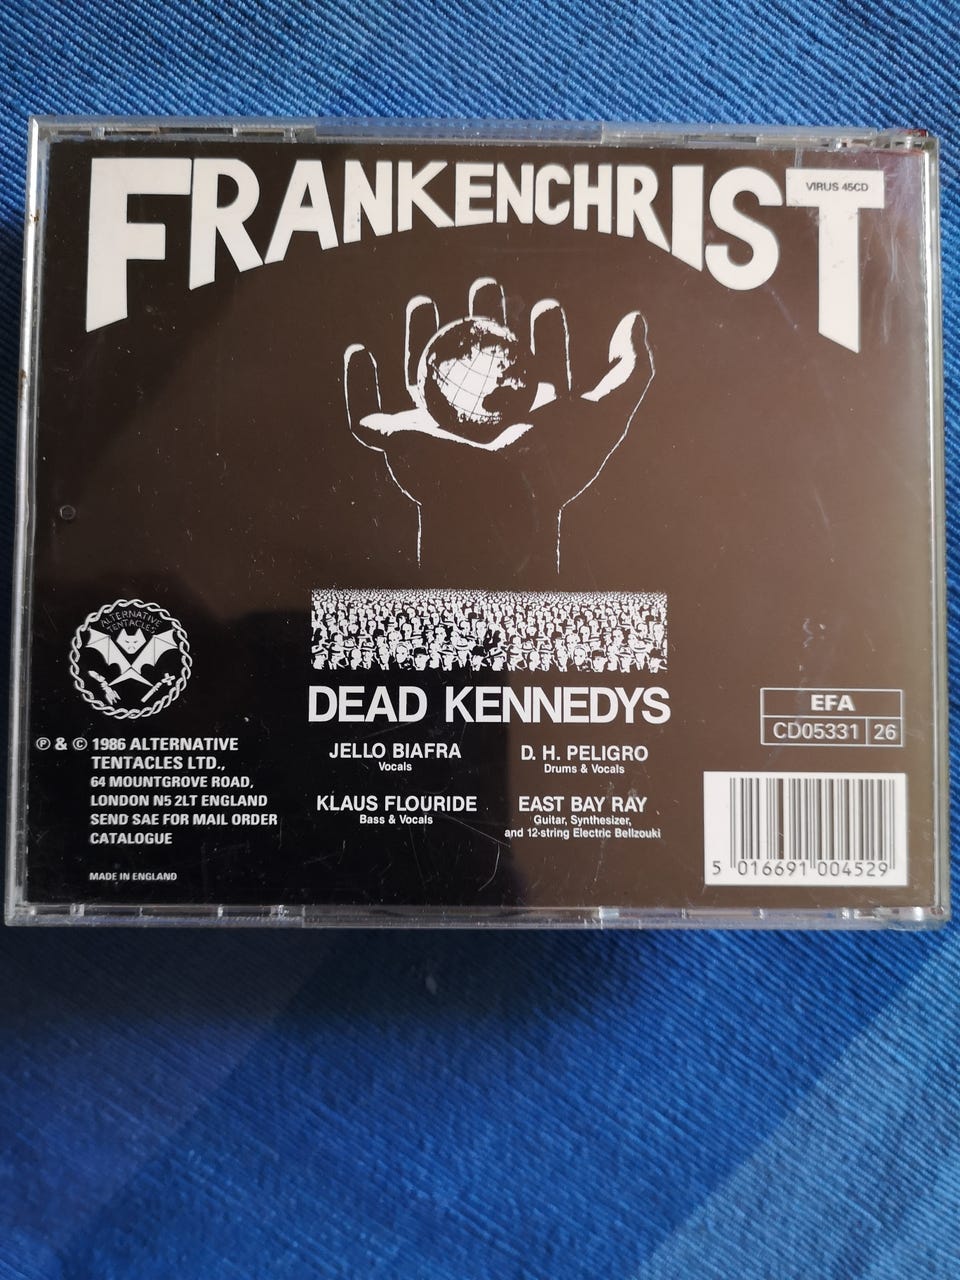 FRANKENCHRIST
VIRUS 45CD
ALTERNATIVE
TENTACLES
DEAD KENNEDYS
JELLO BIAFRA
Vocals
D. H. PELIGRO
Drums & Vocals
KLAUS FLOURIDE
Bass & Vocals
EAST BAY RAY
Guitar, Synthesizer,
and 12-string Electric Bellzouki
℗ & © 1986 ALTERNATIVE
TENTACLES LTD.,
64 MOUNTGROVE ROAD,
LONDON N5 2LT ENGLAND
SEND SAE FOR MAIL ORDER
CATALOGUE
MADE IN ENGLAND
EFA
CD05331 26
5 016691 004529